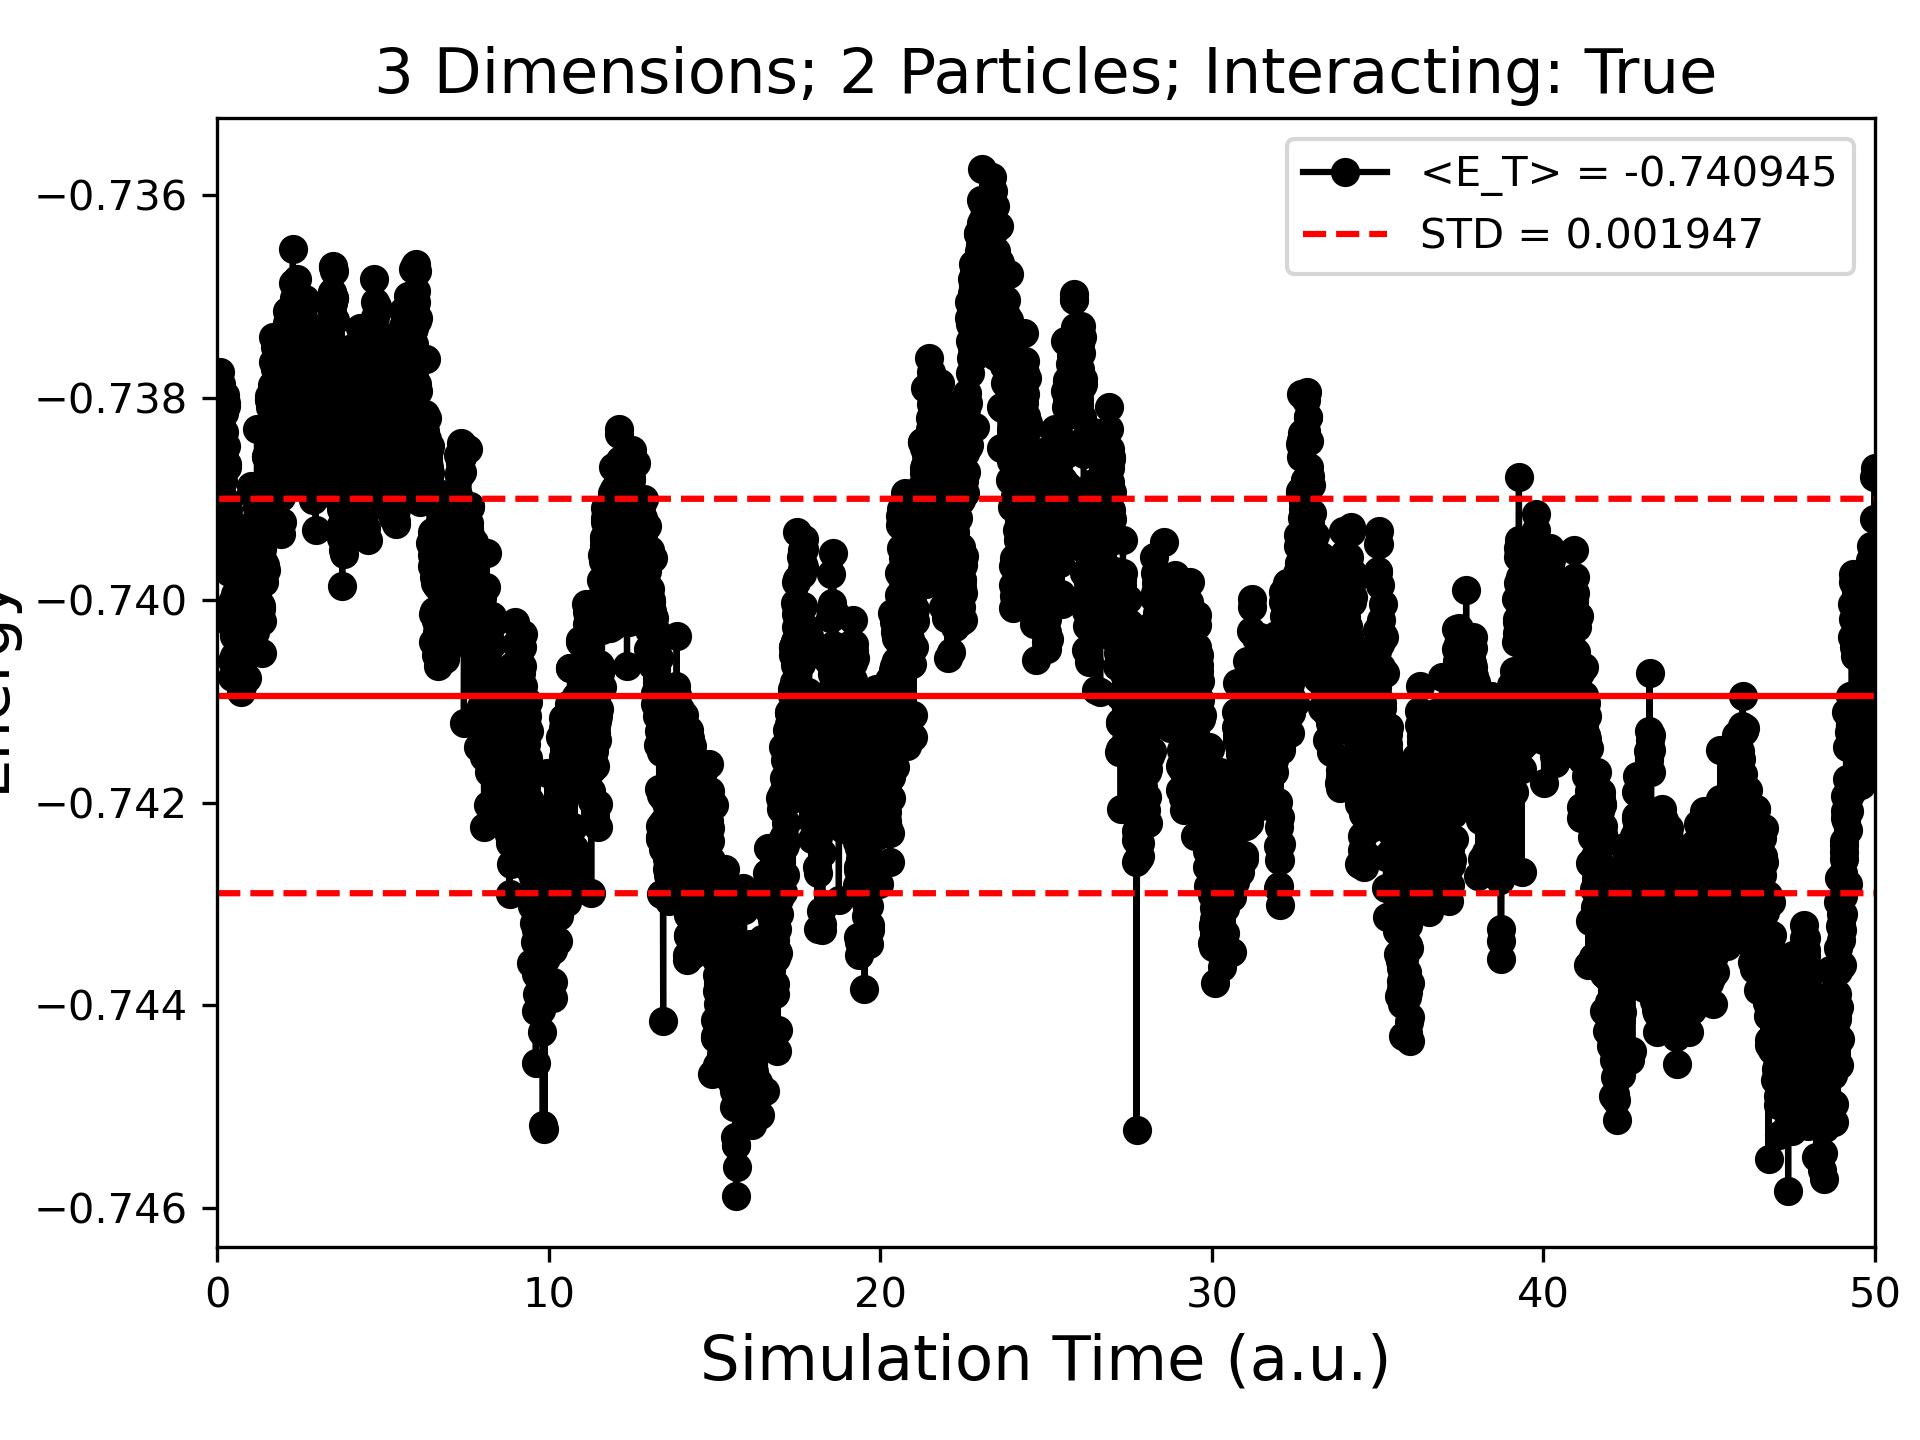 3 Dimensions; 2 Particles; Interacting: True
<E_T> = -0.740945
STD = 0.001947
−0.736
−0.738
−0.740
−0.742
−0.744
−0.746
Energy
0 10 20 30 40 50
Simulation Time (a.u.)